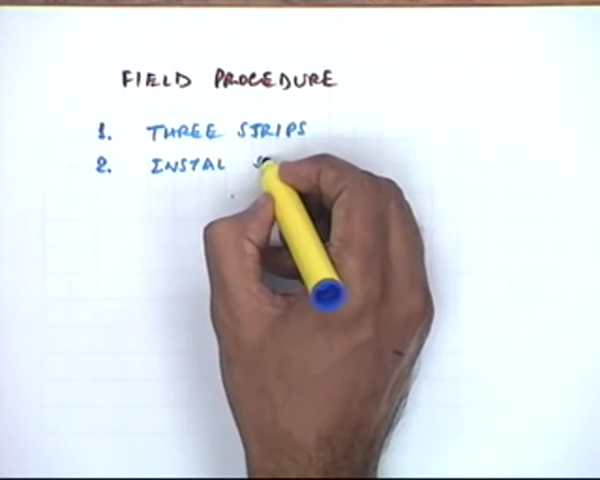 FIELD PROCEDURE
1. THREE STRIPS
2. INSTAL